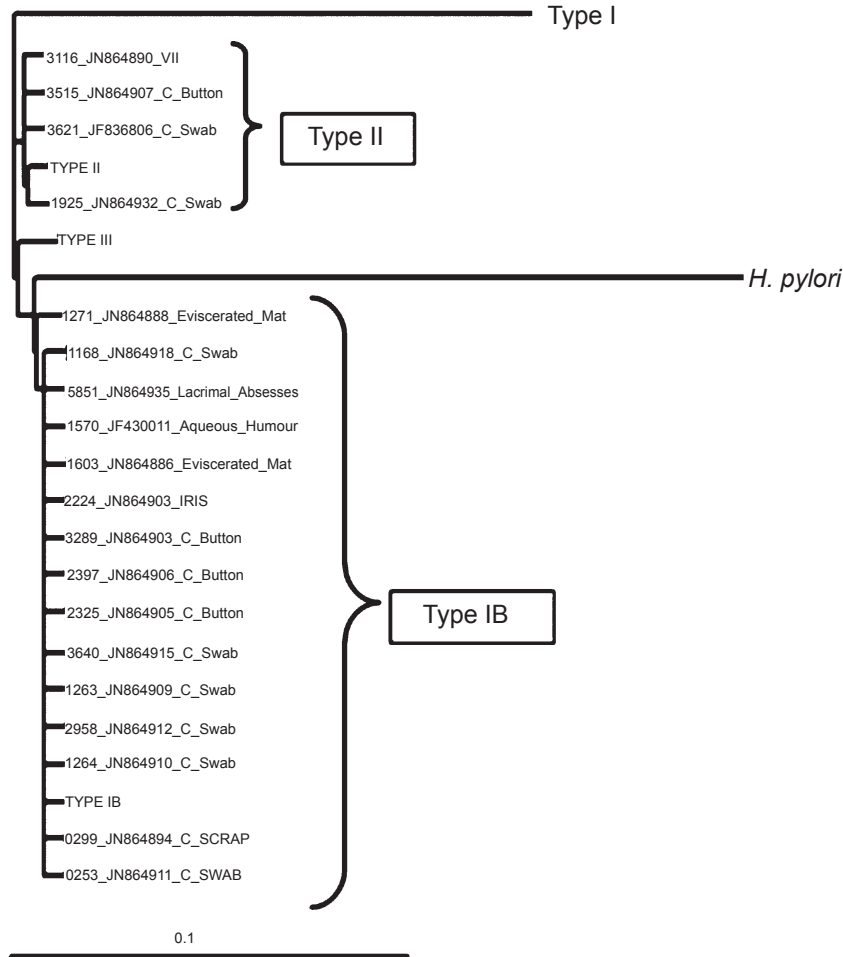 Type I
3116_JN864890_VII
3515_JN864907_C_Button
3621_JF836806_C_Swab
Type II
TYPE II
1925_JN864932_C_Swab
TYPE III
H. pylori
1271_JN864888_Eviscerated_Mat
1168_JN864918_C_Swab
5851_JN864935_Lacrimal_Absesses
1570_JF430011_Aqueous_Humour
1603_JN864886_Eviscerated_Mat
2224_JN864903_IRIS
3289_JN864903_C_Button
2397_JN864906_C_Button
2325_JN864905_C_Button
Type IB
3640_JN864915_C_Swab
1263_JN864909_C_Swab
2958_JN864912_C_Swab
1264_JN864910_C_Swab
TYPE IB
0299_JN864894_C_SCRAP
0253_JN864911_C_SWAB
0.1